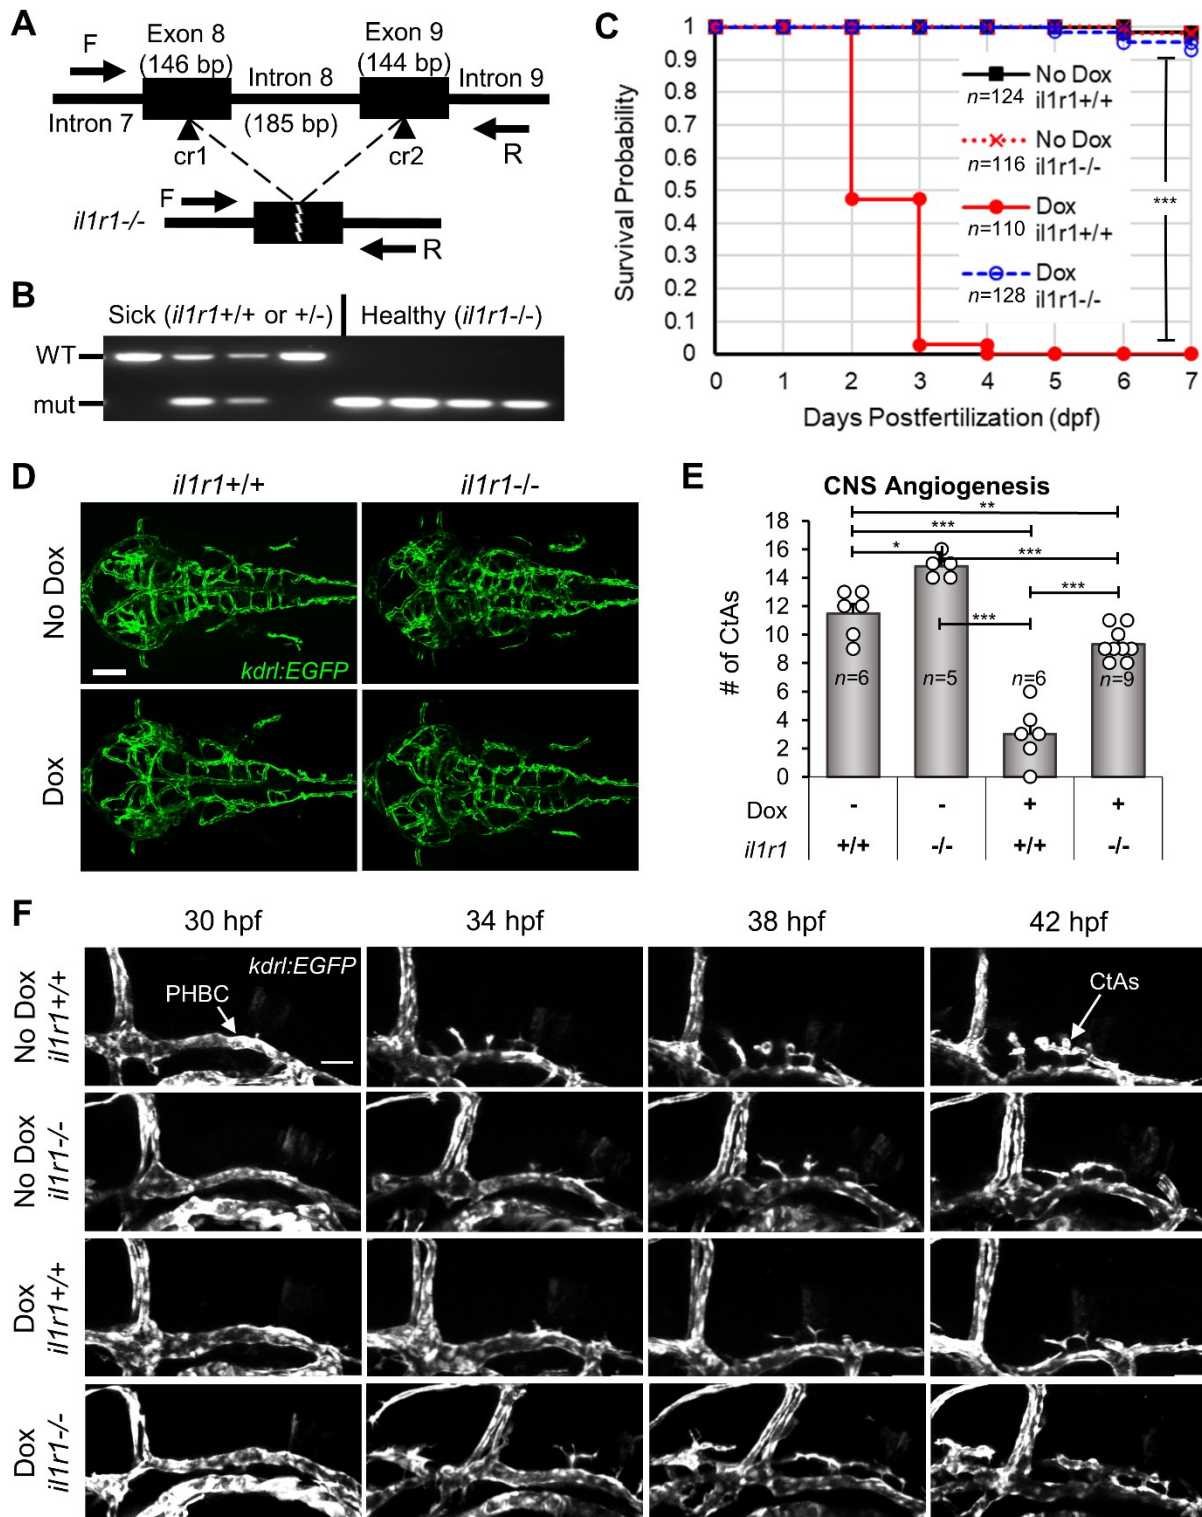 A
F
Exon 8
(146 bp)
Exon 9
(144 bp)
Intron 8
Intron 9
Intron 7
(185 bp)
cr1
cr2
R
F
il1r1-/-
R
B
Sick (il1r1+/+ or +/-)
Healthy (il1r1-/-)
WT
mut
C
Survival Probability
1
0.9
0.8
0.7
0.6
0.5
0.4
0.3
0.2
0.1
0
No Dox
n=124 il1r1+/+
No Dox
n=116 il1r1-/-
Dox
n=110 il1r1+/+
Dox
n=128 il1r1-/-
***
0 1 2 3 4 5 6 7
Days Postfertilization (dpf)
D
il1r1+/+
il1r1-/-
No Dox
kdrl:EGFP
Dox
E
CNS Angiogenesis
# of CtAs
18
16
14
12
10
8
6
4
2
0
**
***
*
***
***
***
n=6
n=5
n=6
n=9
Dox - - + +
il1r1 +/+ -/- +/+ -/-
F
30 hpf
34 hpf
38 hpf
42 hpf
No Dox
il1r1+/+
kdrl:EGFP
PHBC
CtAs
No Dox
il1r1-/-
Dox
il1r1+/+
Dox
il1r1-/-